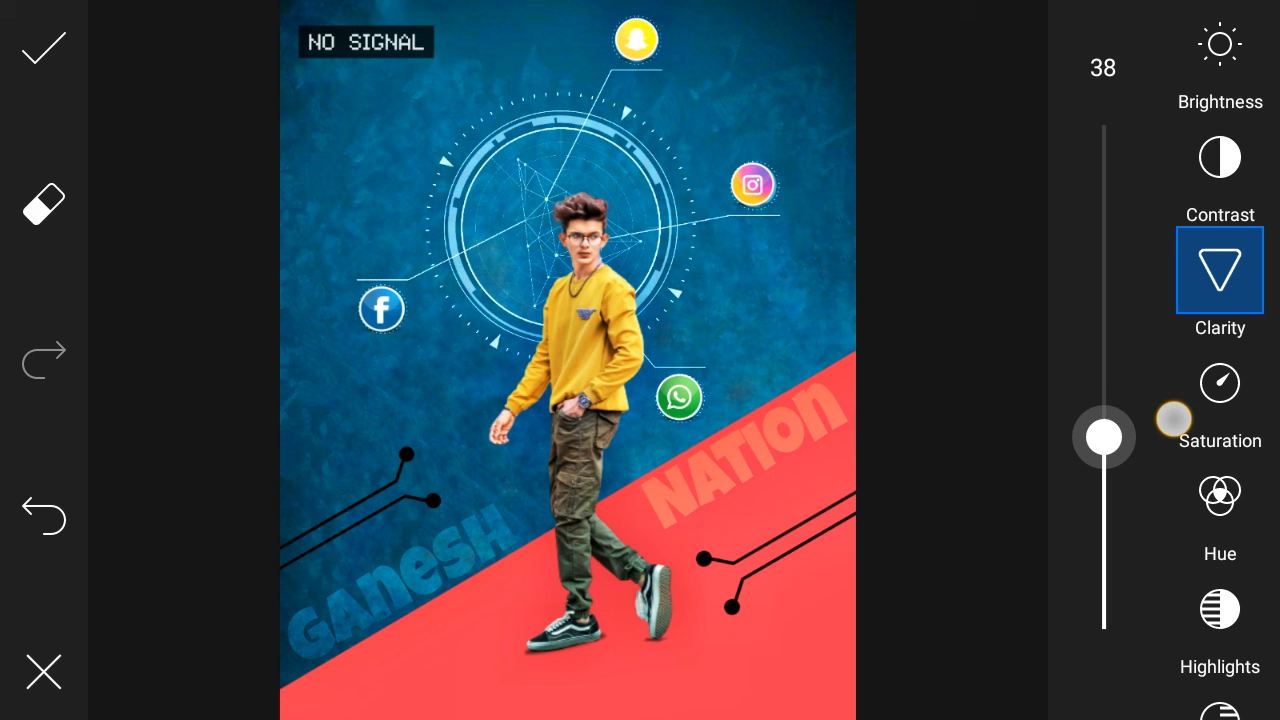 NO SIGNAL
38
Brightness
Contrast
Clarity
Saturation
Hue
Highlights
NATION
GANESH